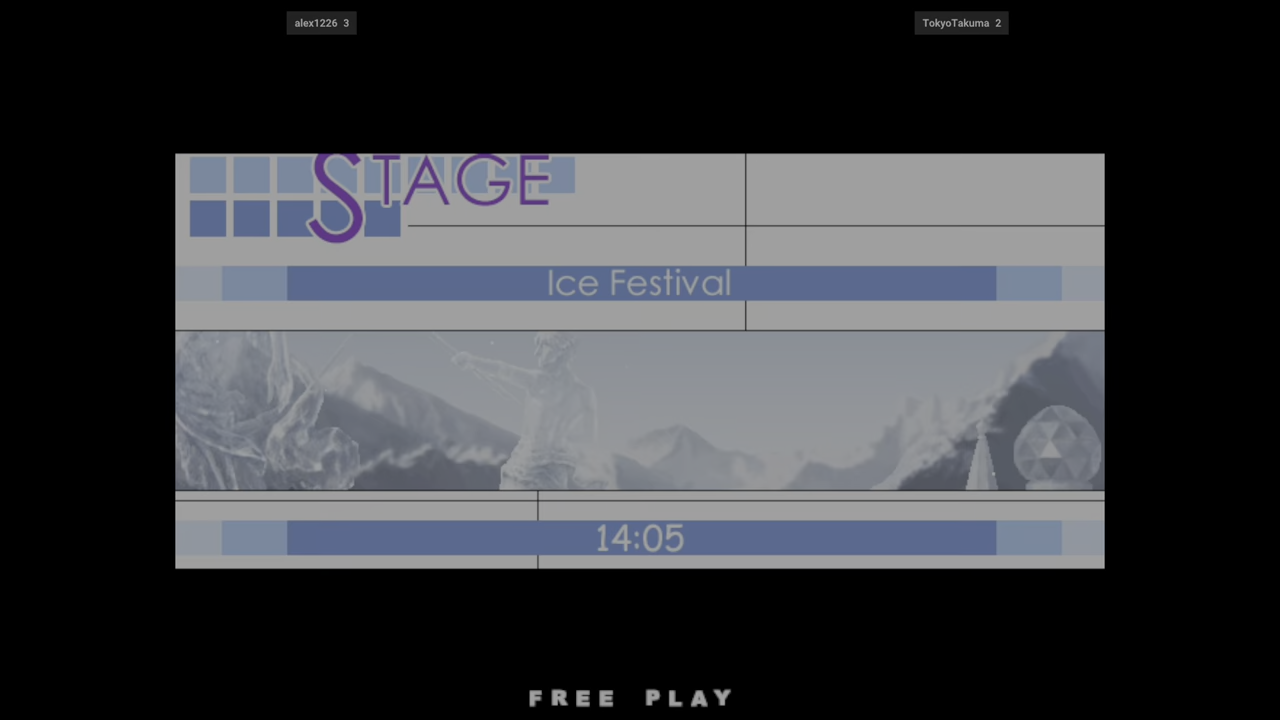 alex1226 3
TokyoTakuma 2
STAGE
Ice Festival
14:05
FREE PLAY